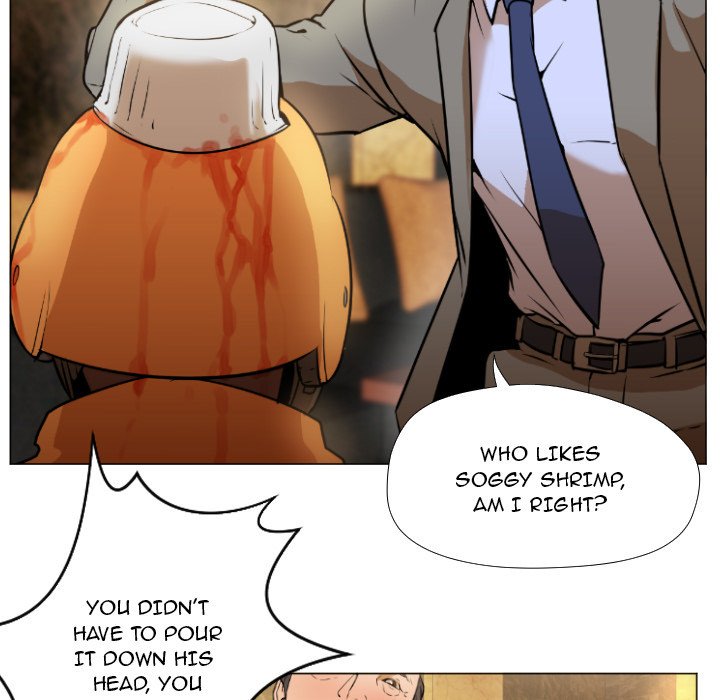 WHO LIKES
SOGGY SHRIMP,
AM I RIGHT?
YOU DIDN'T
HAVE TO POUR
IT DOWN HIS
HEAD, YOU